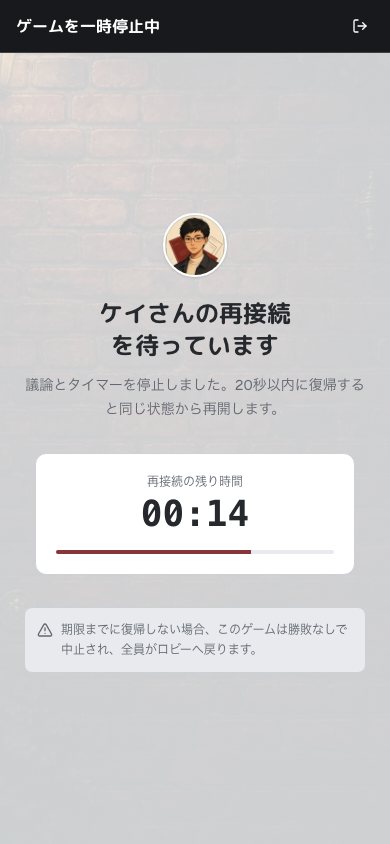 ゲームを一時停止中
ケイさんの再接続
を待っています
議論とタイマーを停止しました。20秒以内に復帰する
と同じ状態から再開します。
再接続の残り時間
00:14
期限までに復帰しない場合、このゲームは勝敗なしで
中止され、全員がロビーへ戻ります。